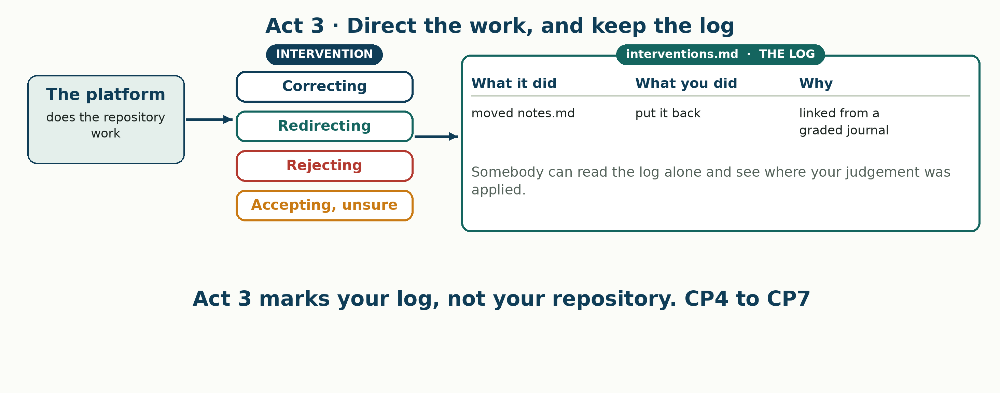 Act 3 · Direct the work, and keep the log
The platform
does the repository
work
INTERVENTION
Correcting
Redirecting
Rejecting
Accepting, unsure
interventions.md · THE LOG
What it did
What you did
Why
moved notes.md
put it back
linked from a
graded journal
Somebody can read the log alone and see where your judgement was
applied.
Act 3 marks your log, not your repository. CP4 to CP7